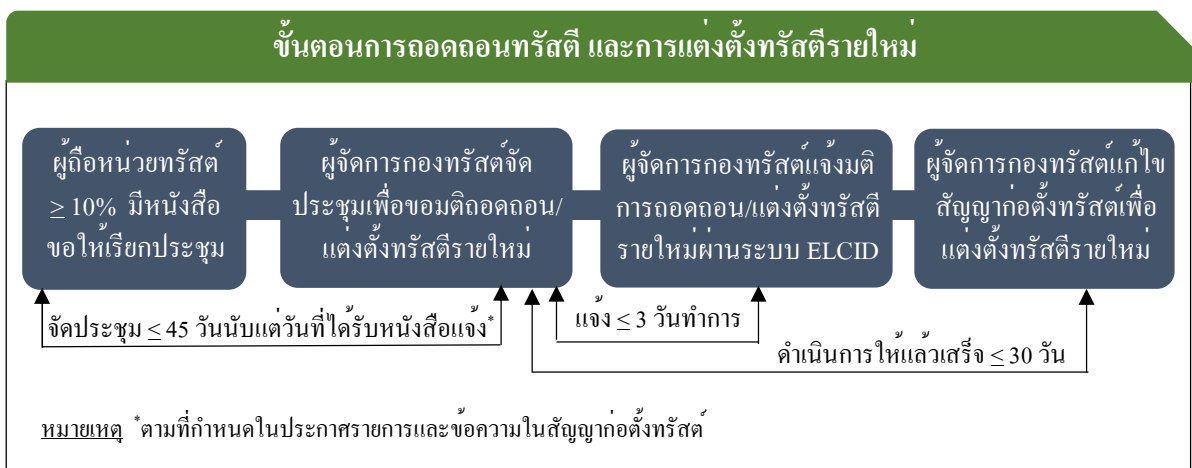 ขั้นตอนการถอดถอนทรัสตี และการแต่งตั้งทรัสตีรายใหม่
ผู้ถือหน่วยทรัสต์
≥ 10% มีหนังสือ
ขอให้เรียกประชุม
ผู้จัดการกองทรัสต์จัด
ประชุมเพื่อขอมติถอดถอน/
แต่งตั้งทรัสตีรายใหม่
ผู้จัดการกองทรัสต์แจ้งมติ
การถอดถอน/แต่งตั้งทรัสตี
รายใหม่ผ่านระบบ ELCID
ผู้จัดการกองทรัสต์แก้ไข
สัญญาก่อตั้งทรัสต์เพื่อ
แต่งตั้งทรัสตีรายใหม่
จัดประชุม ≤ 45 วันนับแต่วันที่ได้รับหนังสือแจ้ง*
แจ้ง ≤ 3 วันทำการ
ดำเนินการให้แล้วเสร็จ ≤ 30 วัน
หมายเหตุ *ตามที่กำหนดในประกาศรายการและข้อความในสัญญาก่อตั้งทรัสต์